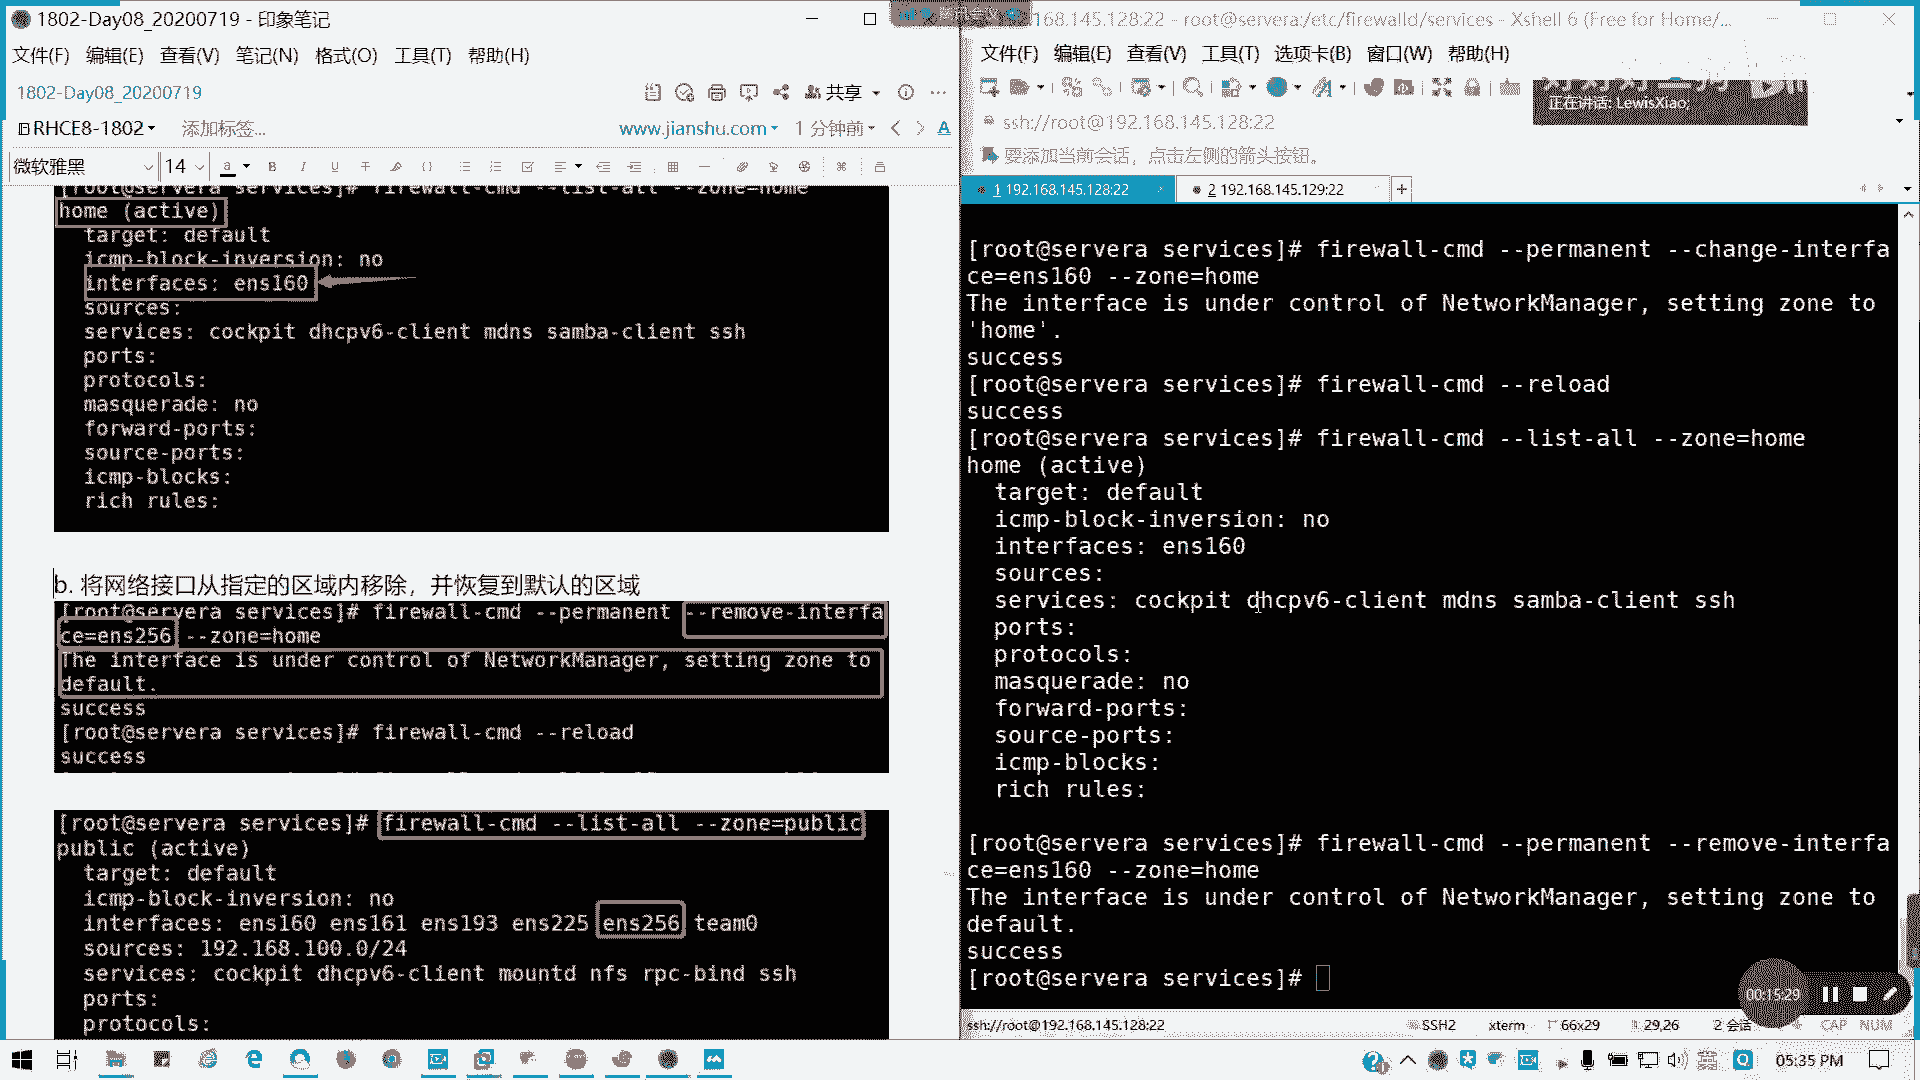 1802-Day08_20200719 - 印象笔记
文件(F) 编辑(E) 查看(V) 笔记(N) 格式(O) 工具(T) 帮助(H)
1802-Day08_20200719
共享
RHCE8-1802
添加标签...
www.jianshu.com
1 分钟前
微软雅黑
14
[root@servera services]# firewall-cmd --list-all --zone=home
home (active)
target: default
icmp-block-inversion: no
interfaces: ens160
sources:
services: cockpit dhcpv6-client mdns samba-client ssh
ports:
protocols:
masquerade: no
forward-ports:
source-ports:
icmp-blocks:
rich rules:
b. 将网络接口从指定的区域内移除，并恢复到默认的区域
[root@servera services]# firewall-cmd --permanent --remove-interfa
ce=ens256 --zone=home
The interface is under control of NetworkManager, setting zone to
default.
success
[root@servera services]# firewall-cmd --reload
success
[root@servera services]# firewall-cmd --list-all --zone=public
public (active)
target: default
icmp-block-inversion: no
interfaces: ens160 ens161 ens193 ens225 ens256 team0
sources: 192.168.100.0/24
services: cockpit dhcpv6-client mountd nfs rpc-bind ssh
ports:
protocols:
168.145.128:22 - root@servera:/etc/firewalld/services - Xshell 6 (Free for Home/...
文件(F) 编辑(E) 查看(V) 工具(T) 选项卡(B) 窗口(W) 帮助(H)
正在讲话: LewisXiao;
ssh://root@192.168.145.128:22
要添加当前会话，点击左侧的箭头按钮。
1 192.168.145.128:22
2 192.168.145.129:22
[root@servera services]# firewall-cmd --permanent --change-interfa
ce=ens160 --zone=home
The interface is under control of NetworkManager, setting zone to
'home'.
success
[root@servera services]# firewall-cmd --reload
success
[root@servera services]# firewall-cmd --list-all --zone=home
home (active)
target: default
icmp-block-inversion: no
interfaces: ens160
sources:
services: cockpit dhcpv6-client mdns samba-client ssh
ports:
protocols:
masquerade: no
forward-ports:
source-ports:
icmp-blocks:
rich rules:
[root@servera services]# firewall-cmd --permanent --remove-interfa
ce=ens160 --zone=home
The interface is under control of NetworkManager, setting zone to
default.
success
[root@servera services]#
00:15:29
ssh://root@192.168.145.128:22
SSH2 xterm 66x29 29,26 2 会话 CAP NUM
05:35 PM